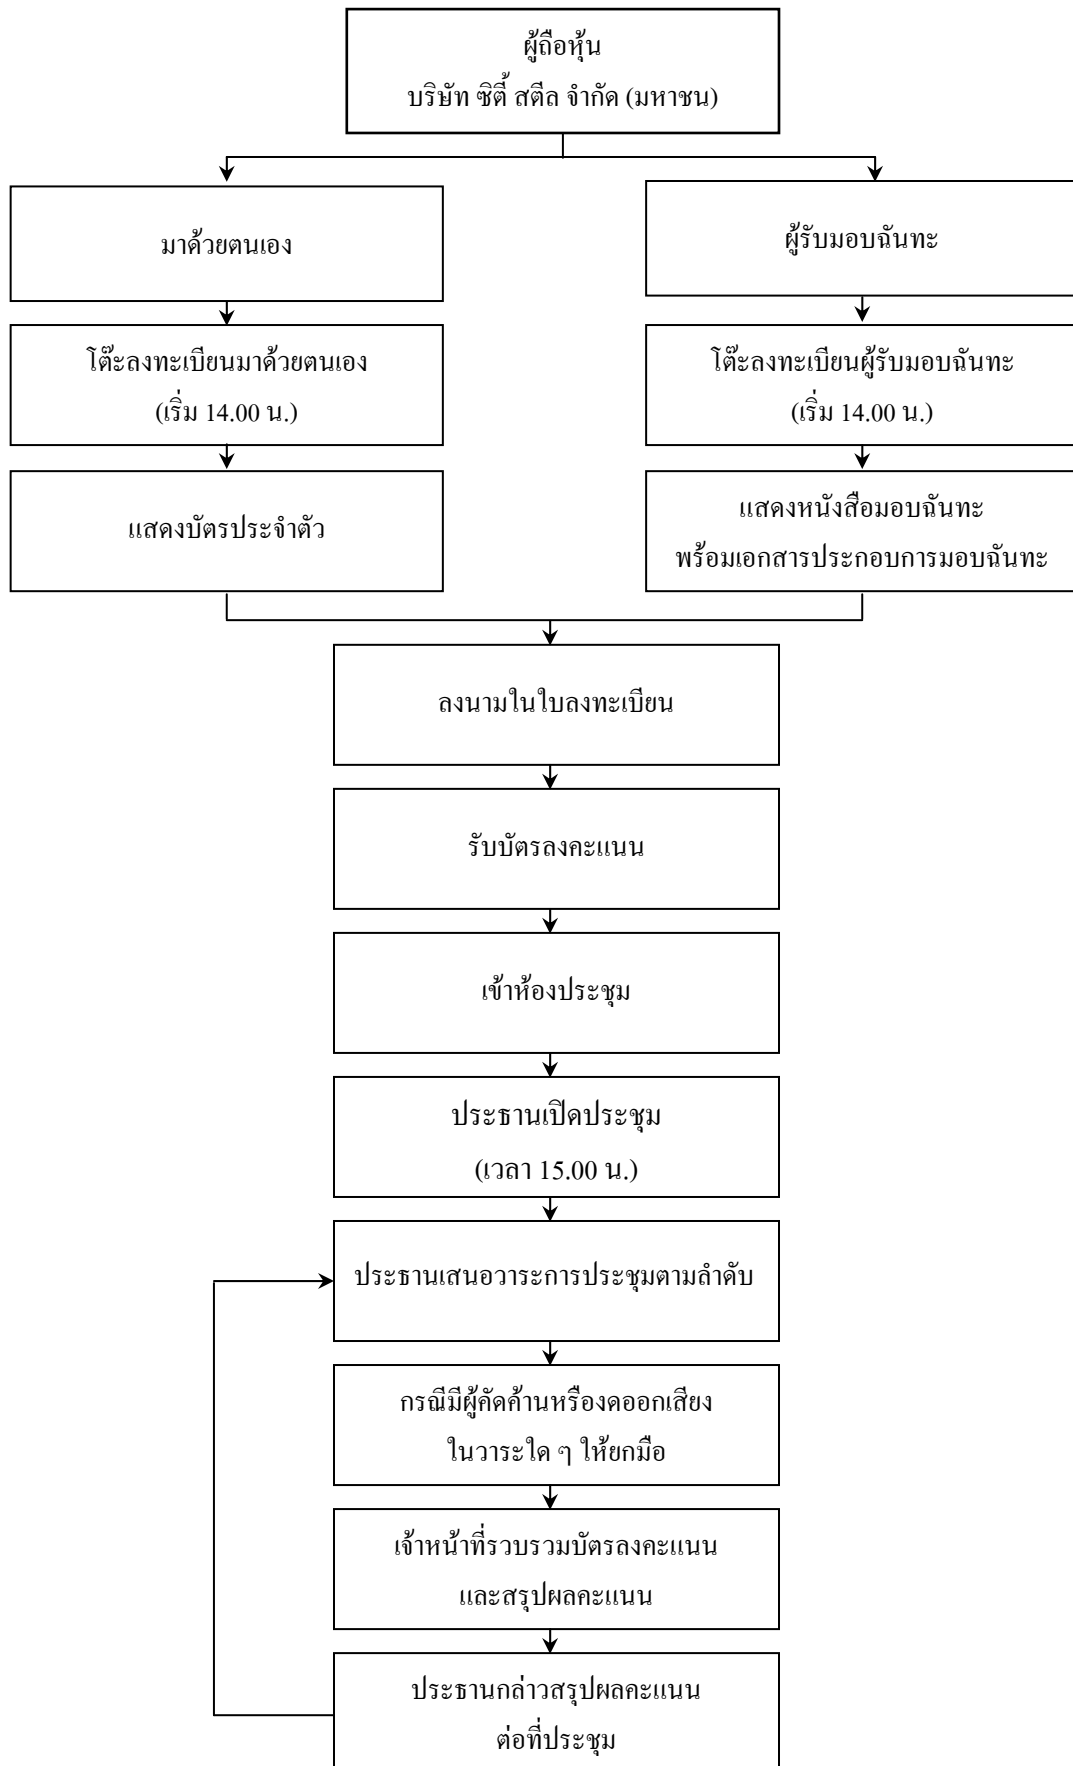 ผู้ถือหุ้น
บริษัท ซิตี้ สตีล จำกัด (มหาชน)
มาด้วยตนเอง
ผู้รับมอบฉันทะ
โต๊ะลงทะเบียนมาด้วยตนเอง
(เริ่ม 14.00 น.)
โต๊ะลงทะเบียนผู้รับมอบฉันทะ
(เริ่ม 14.00 น.)
แสดงบัตรประจำตัว
แสดงหนังสือมอบฉันทะ
พร้อมเอกสารประกอบการมอบฉันทะ
ลงนามในใบลงทะเบียน
รับบัตรลงคะแนน
เข้าห้องประชุม
ประธานเปิดประชุม
(เวลา 15.00 น.)
ประธานเสนอวาระการประชุมตามลำดับ
กรณีมีผู้คัดค้านหรืองดออกเสียง
ในวาระใด ๆ ให้ยกมือ
เจ้าหน้าที่รวบรวมบัตรลงคะแนน
และสรุปผลคะแนน
ประธานกล่าวสรุปผลคะแนน
ต่อที่ประชุม